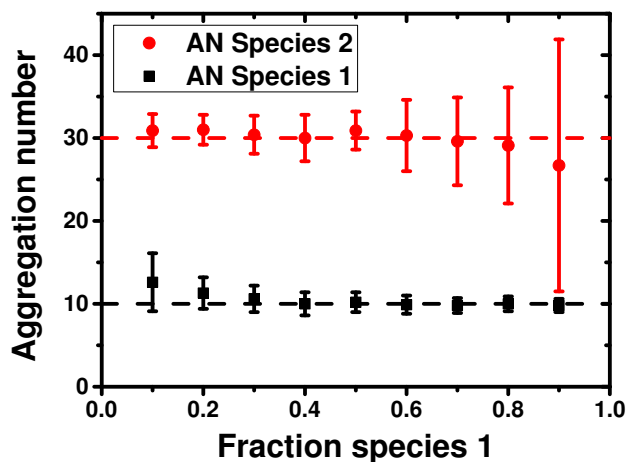 AN Species 2
AN Species 1
Aggregation number
40
30
20
10
0
0.0 0.2 0.4 0.6 0.8 1.0
Fraction species 1